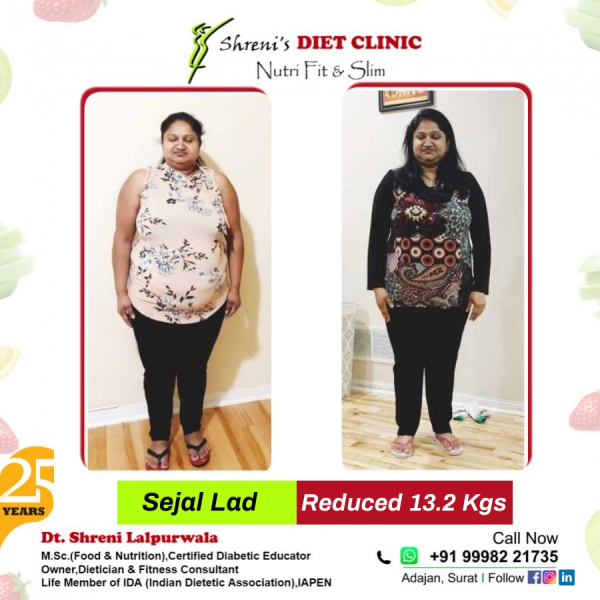 Shreni's DIET CLINIC
Nutri Fit & Slim
Sejal Lad
Reduced 13.2 Kgs
25
YEARS
Dt. Shreni Lalpurwala
M.Sc.(Food & Nutrition),Certified Diabetic Educator
Owner,Dietician & Fitness Consultant
Life Member of IDA (Indian Dietetic Association),IAPEN
Call Now
+91 99982 21735
Adajan, Surat I Follow